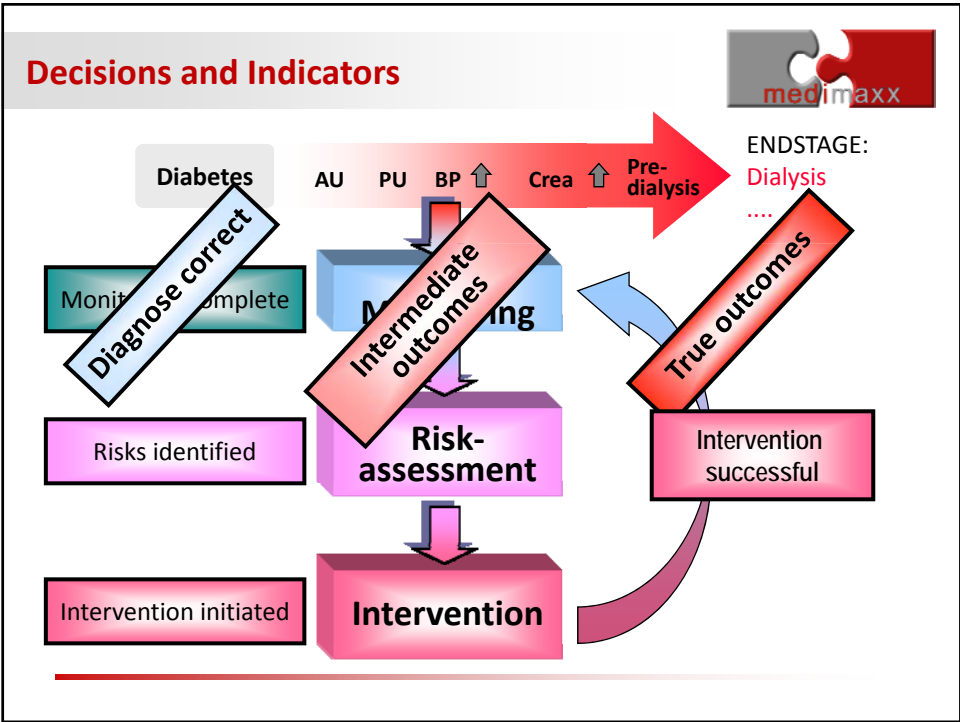 Decisions and Indicators
medimaxx
Diabetes
AU PU BP Crea Pre-
dialysis
ENDSTAGE:
Dialysis
....
Diagnose correct
Intermediate
outcomes
True outcomes
Monit omplete
M ing
Risks identified
Risk-
assessment
Intervention
successful
Intervention initiated
Intervention